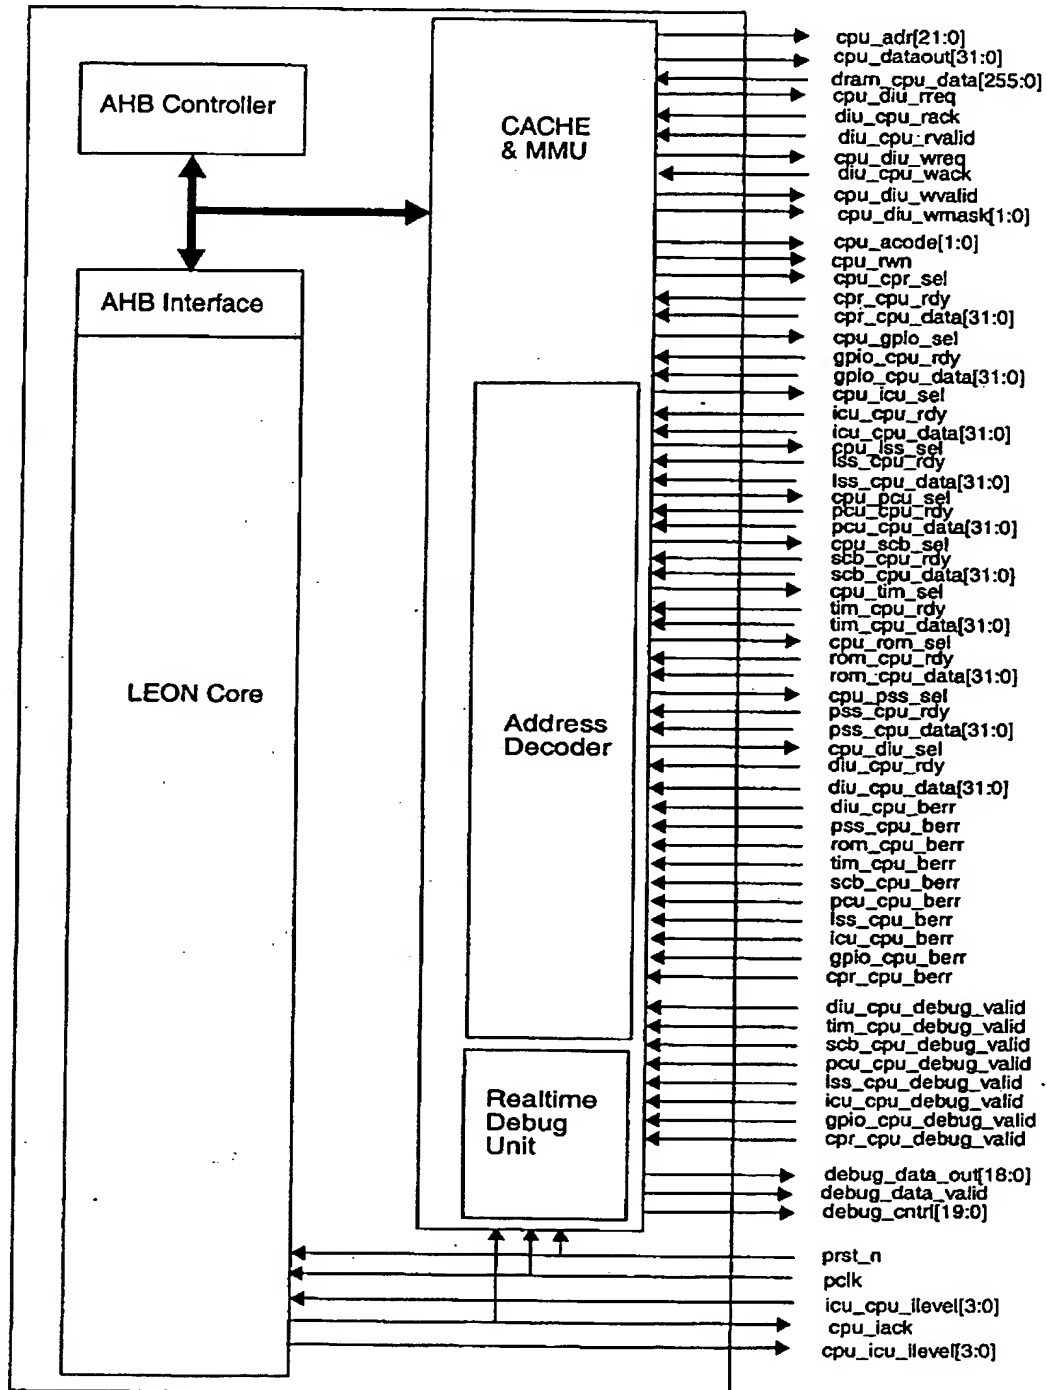 AHB Controller
AHB Interface
LEON Core
CACHE
& MMU
Address
Decoder
Realtime
Debug
Unit
cpu_adr[21:0]
cpu_dataout[31:0]
dram_cpu_data[255:0]
cpu_diu_rreq
diu_cpu_rack
diu_cpu_rvalid
cpu_diu_wreq
diu_cpu_wack
cpu_diu_wvalid
cpu_diu_wmask[1:0]
cpu_acode[1:0]
cpu_rwn
cpu_cpr_sel
cpr_cpu_rdy
cpr_cpu_data[31:0]
cpu_gpio_sel
gpio_cpu_rdy
gpio_cpu_data[31:0]
cpu_icu_sel
icu_cpu_rdy
icu_cpu_data[31:0]
cpu_lss_sel
lss_cpu_rdy
lss_cpu_data[31:0]
cpu_pcu_sel
pcu_cpu_rdy
pcu_cpu_data[31:0]
cpu_scb_sel
scb_cpu_rdy
scb_cpu_data[31:0]
cpu_tim_sel
tim_cpu_rdy
tim_cpu_data[31:0]
cpu_rom_sel
rom_cpu_rdy
rom_cpu_data[31:0]
cpu_pss_sel
pss_cpu_rdy
pss_cpu_data[31:0]
cpu_diu_sel
diu_cpu_rdy
diu_cpu_data[31:0]
diu_cpu_berr
pss_cpu_berr
rom_cpu_berr
tim_cpu_berr
scb_cpu_berr
pcu_cpu_berr
lss_cpu_berr
icu_cpu_berr
gpio_cpu_berr
cpr_cpu_berr
diu_cpu_debug_valid
tim_cpu_debug_valid
scb_cpu_debug_valid
pcu_cpu_debug_valid
lss_cpu_debug_valid
icu_cpu_debug_valid
gpio_cpu_debug_valid
cpr_cpu_debug_valid
debug_data_out[18:0]
debug_data_valid
debug_cntrl[19:0]
prst_n
pclk
icu_cpu_ilevel[3:0]
cpu_iack
cpu_icu_ilevel[3:0]